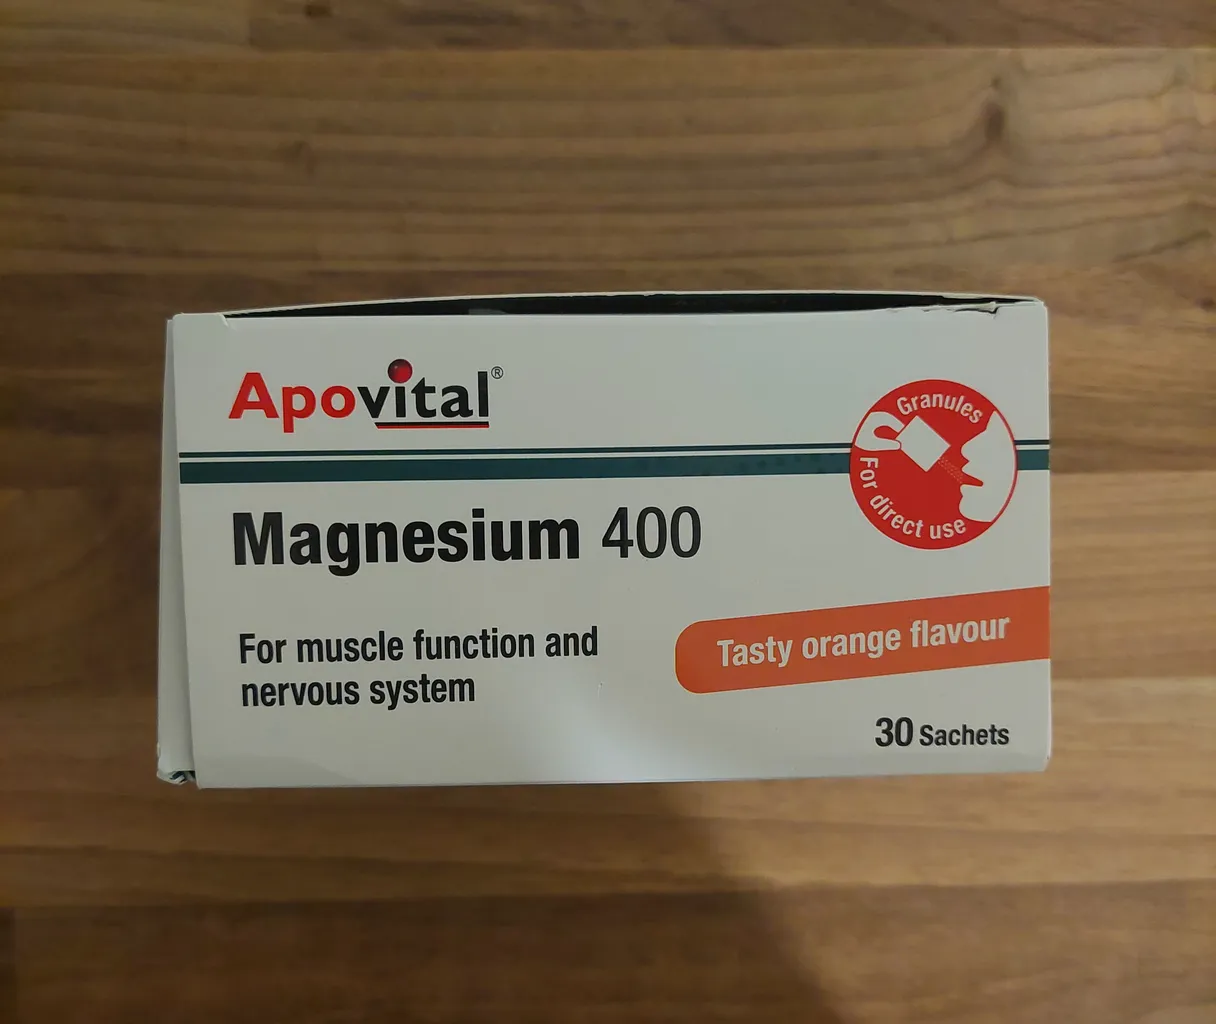 Apovital®
Granules
For direct use
Magnesium 400
For muscle function and
nervous system
Tasty orange flavour
30 Sachets